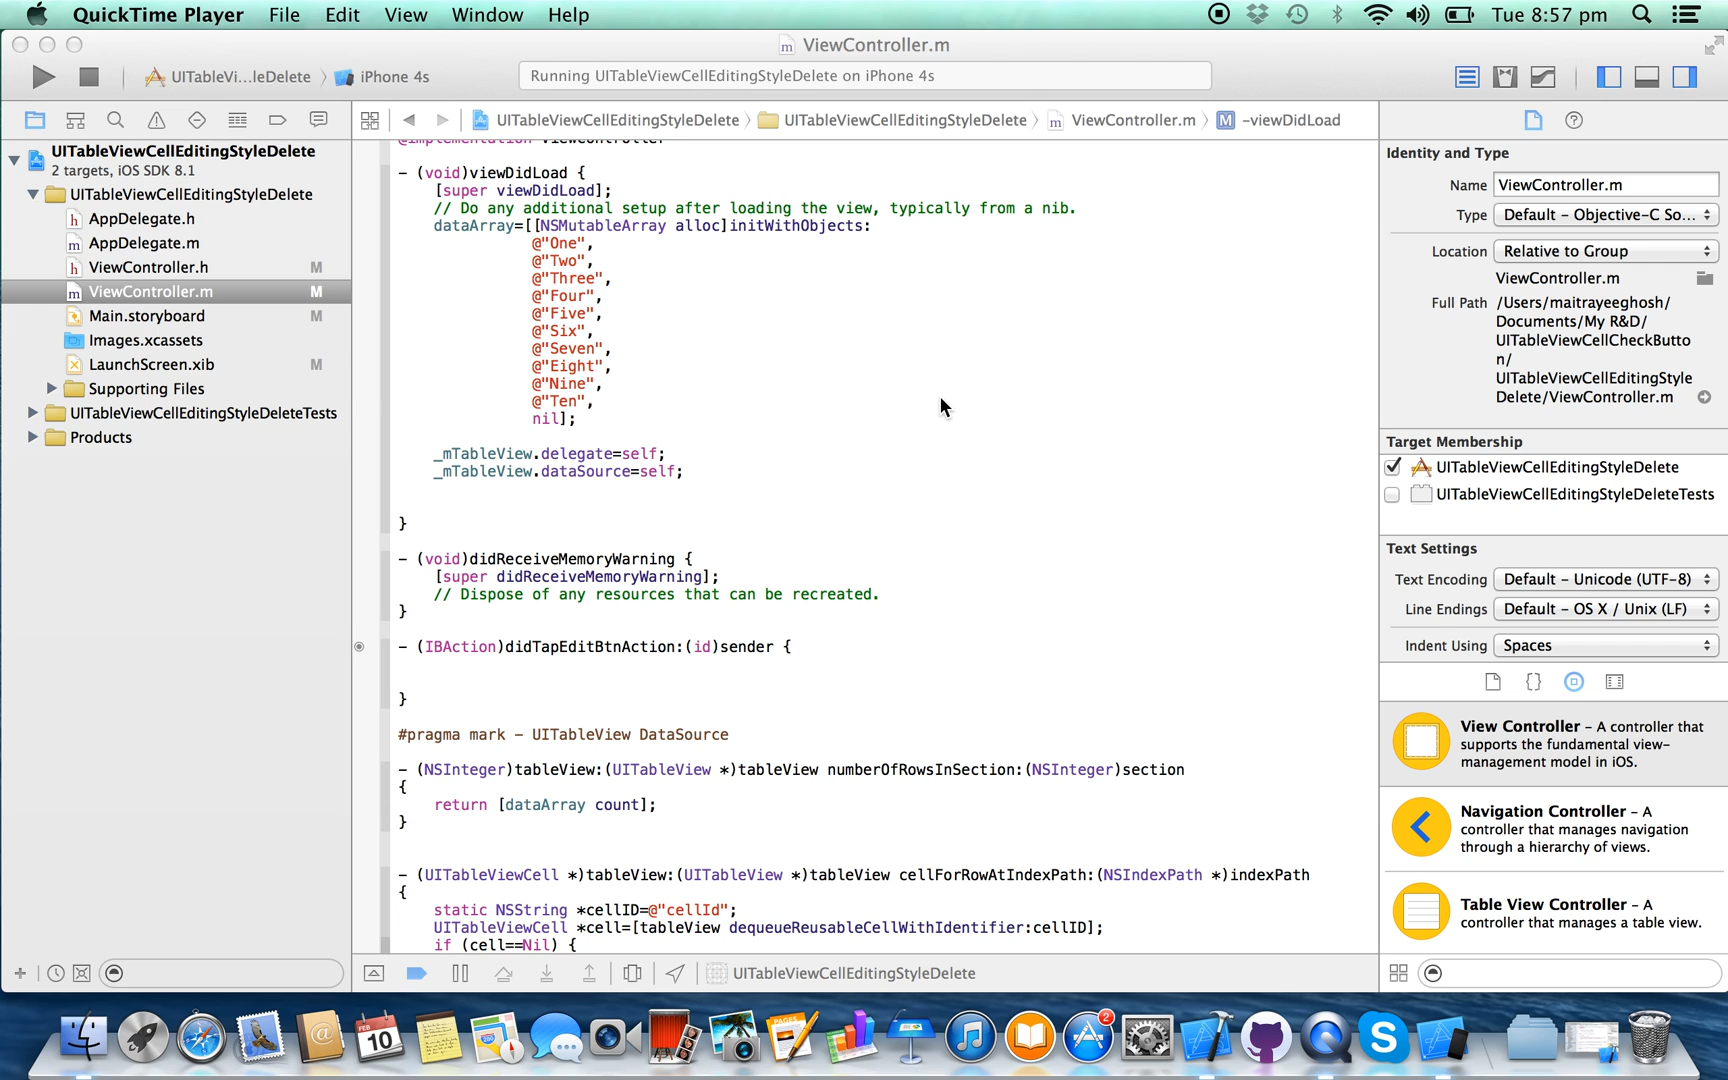 QuickTime Player File Edit View Window Help Tue 8:57 pm
ViewController.m
UITableVi...leDelete iPhone 4s
Running UITableViewCellEditingStyleDelete on iPhone 4s
UITableViewCellEditingStyleDelete UITableViewCellEditingStyleDelete ViewController.m M -viewDidLoad
UITableViewCellEditingStyleDelete
2 targets, iOS SDK 8.1
UITableViewCellEditingStyleDelete
h AppDelegate.h
m AppDelegate.m
h ViewController.h M
m ViewController.m M
Main.storyboard M
Images.xcassets
LaunchScreen.xib M
Supporting Files
UITableViewCellEditingStyleDeleteTests
Products
@implementation ViewController
- (void)viewDidLoad {
[super viewDidLoad];
// Do any additional setup after loading the view, typically from a nib.
dataArray=[[NSMutableArray alloc]initWithObjects:
@"One",
@"Two",
@"Three",
@"Four",
@"Five",
@"Six",
@"Seven",
@"Eight",
@"Nine",
@"Ten",
nil];
_mTableView.delegate=self;
_mTableView.dataSource=self;
}
- (void)didReceiveMemoryWarning {
[super didReceiveMemoryWarning];
// Dispose of any resources that can be recreated.
}
- (IBAction)didTapEditBtnAction:(id)sender {
}
#pragma mark - UITableView DataSource
- (NSInteger)tableView:(UITableView *)tableView numberOfRowsInSection:(NSInteger)section
{
return [dataArray count];
}
- (UITableViewCell *)tableView:(UITableView *)tableView cellForRowAtIndexPath:(NSIndexPath *)indexPath
{
static NSString *cellID=@"cellId";
UITableViewCell *cell=[tableView dequeueReusableCellWithIdentifier:cellID];
if (cell==Nil) {
UITableViewCellEditingStyleDelete
Identity and Type
Name ViewController.m
Type Default - Objective-C So...
Location Relative to Group
ViewController.m
Full Path /Users/maitrayeeghosh/
Documents/My R&D/
UITableViewCellCheckButto
n/
UITableViewCellEditingStyle
Delete/ViewController.m
Target Membership
UITableViewCellEditingStyleDelete
UITableViewCellEditingStyleDeleteTests
Text Settings
Text Encoding Default - Unicode (UTF-8)
Line Endings Default - OS X / Unix (LF)
Indent Using Spaces
View Controller - A controller that
supports the fundamental view-
management model in iOS.
Navigation Controller - A
controller that manages navigation
through a hierarchy of views.
Table View Controller - A
controller that manages a table view.
FEB
10
2